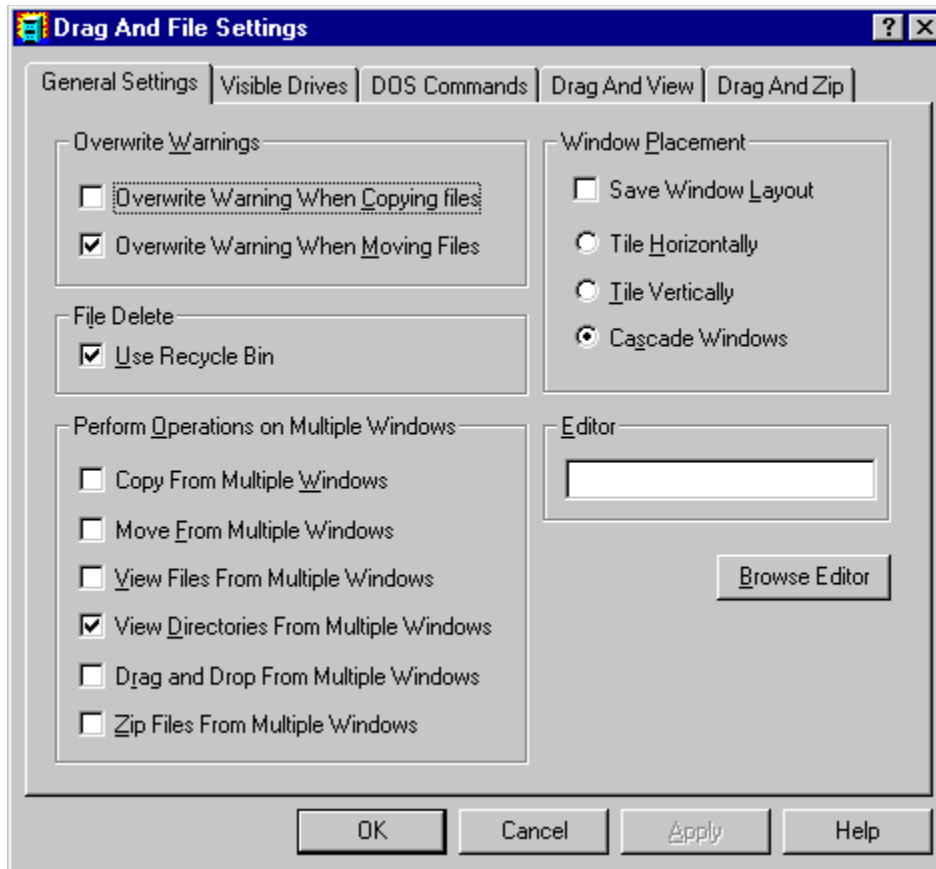 Drag And File Settings
General Settings
Visible Drives
DOS Commands
Drag And View
Drag And Zip
Overwrite Warnings
Overwrite Warning When Copying files
Overwrite Warning When Moving Files
File Delete
Use Recycle Bin
Perform Operations on Multiple Windows
Copy From Multiple Windows
Move From Multiple Windows
View Files From Multiple Windows
View Directories From Multiple Windows
Drag and Drop From Multiple Windows
Zip Files From Multiple Windows
Window Placement
Save Window Layout
Tile Horizontally
Tile Vertically
Cascade Windows
Editor
Browse Editor
OK
Cancel
Apply
Help